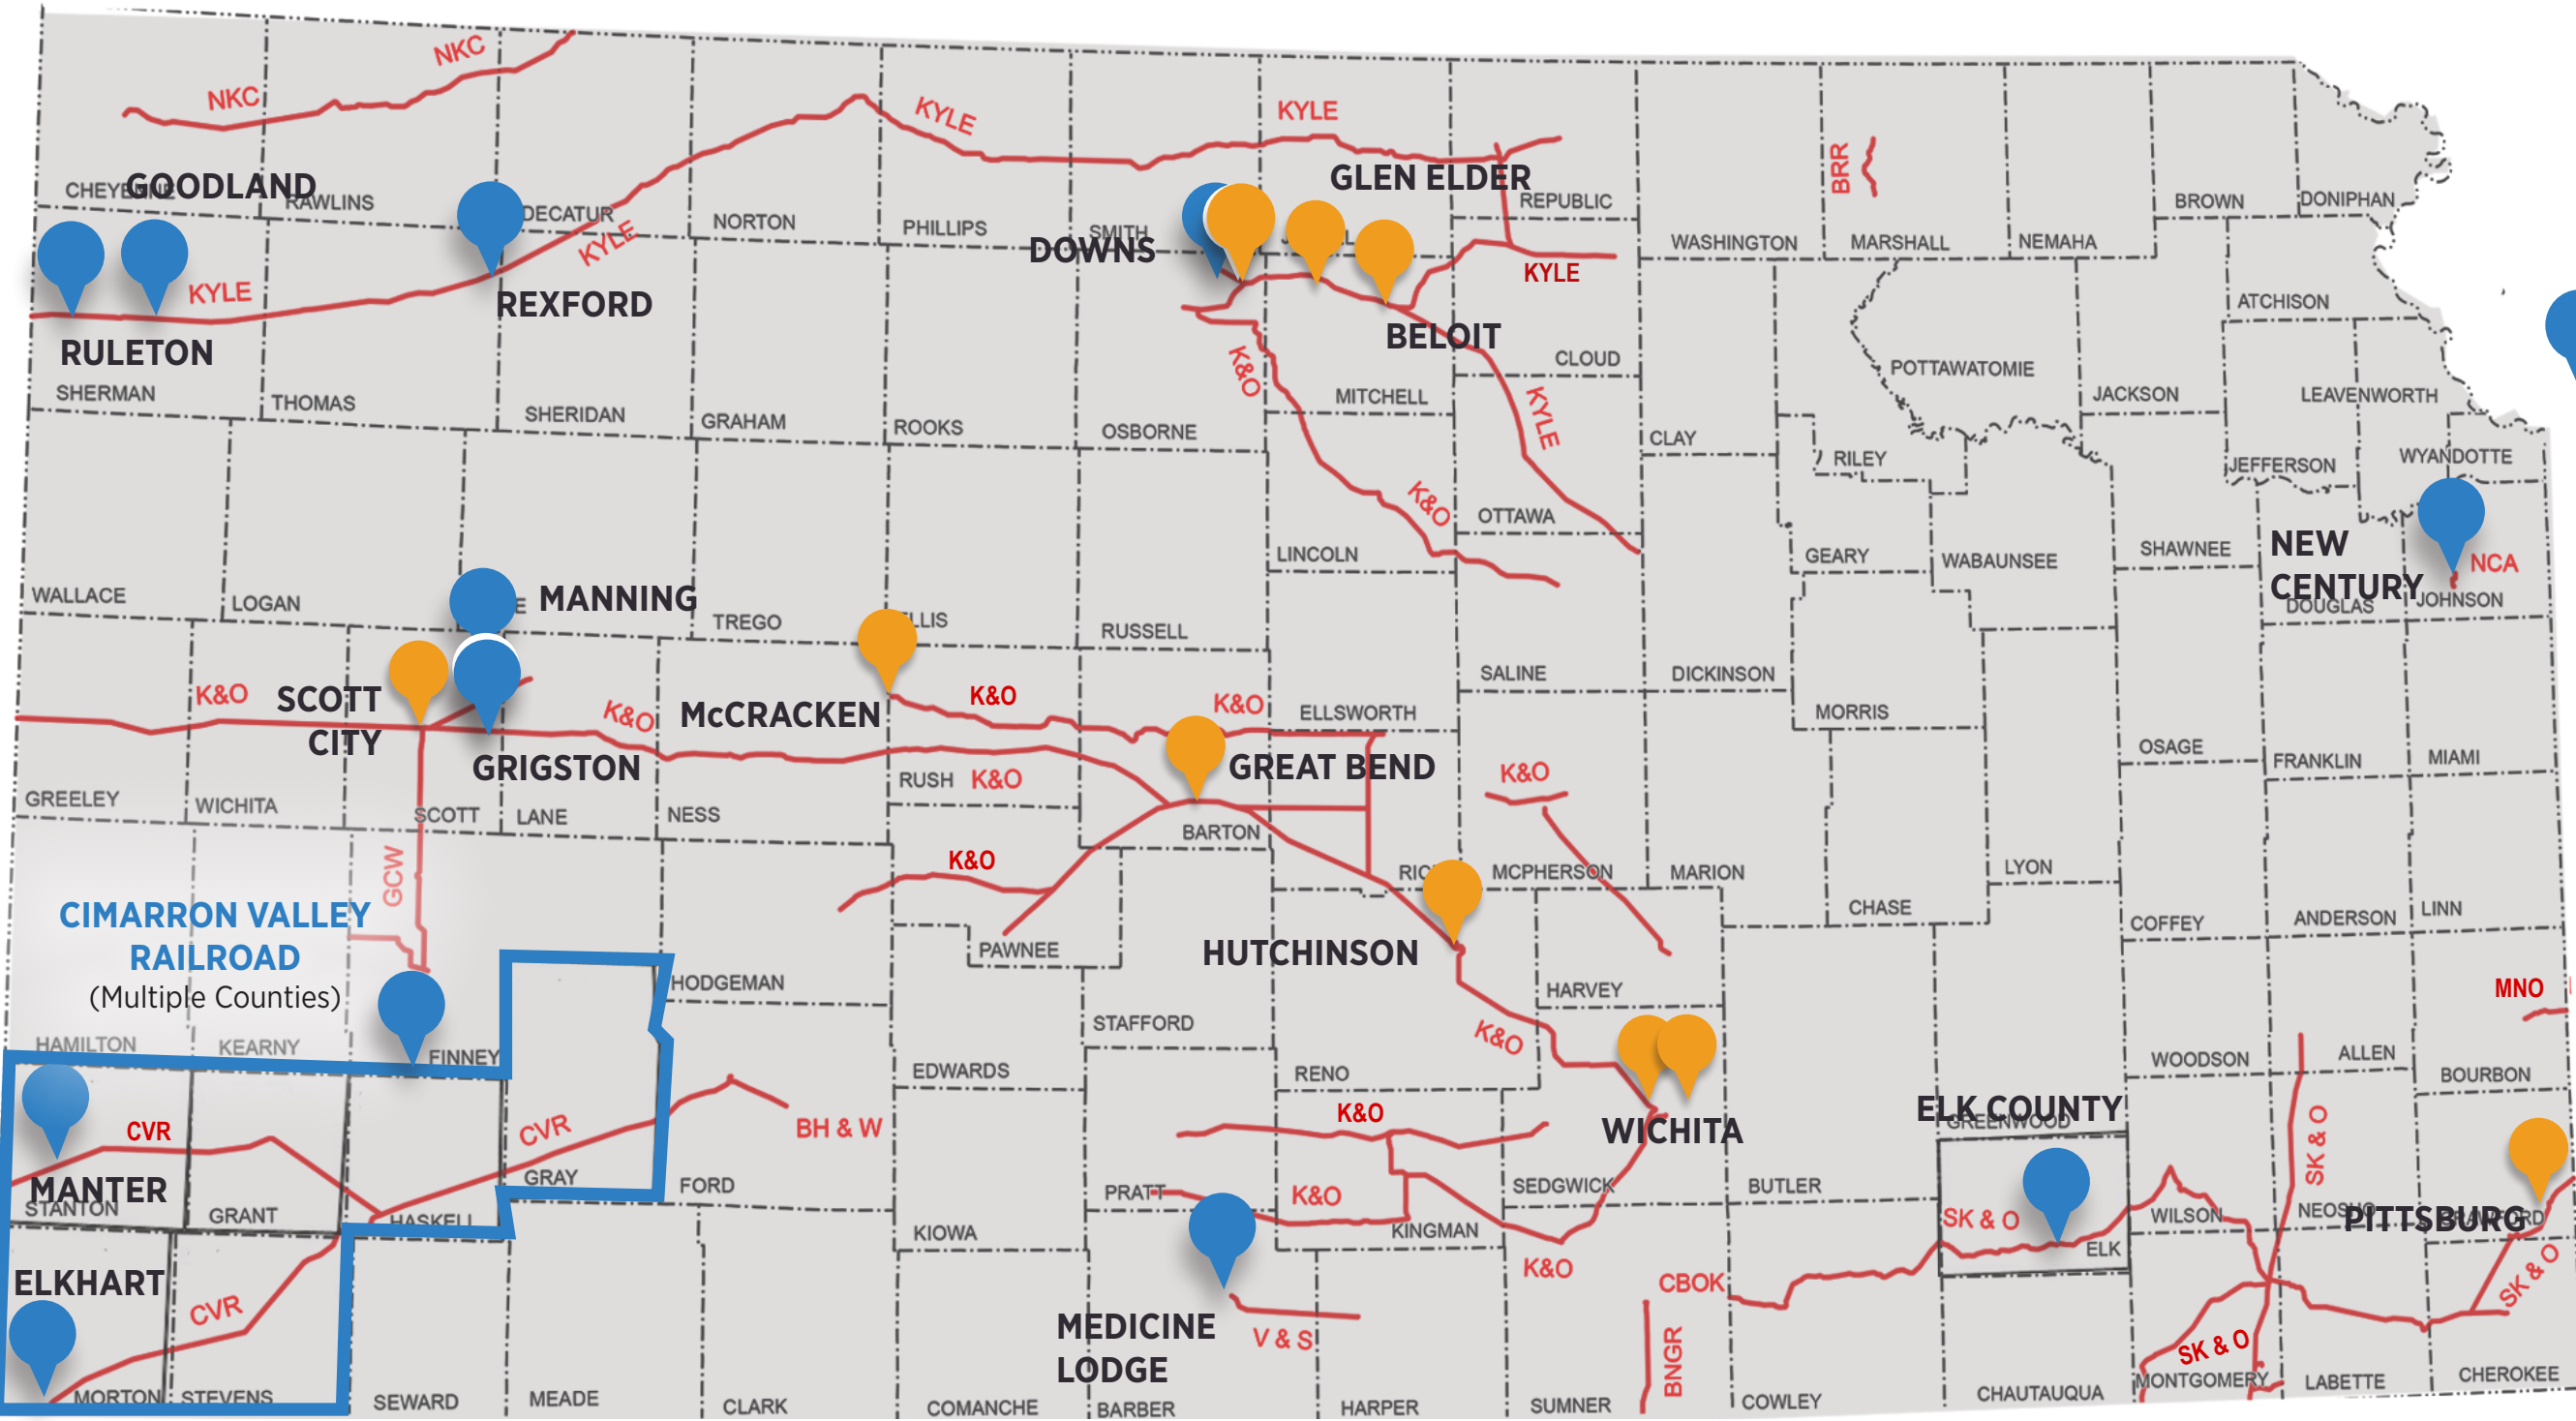 NKC
NKC
KYLE
KYLE
BRR
GOODLAND
CHEYENNE
RAWLINS
DECATUR
NORTON
PHILLIPS
SMITH
GLEN ELDER
REPUBLIC
WASHINGTON
MARSHALL
NEMAHA
BROWN
DONIPHAN
DOWNS
KYLE
KYLE
KYLE
REXFORD
RULETON
BELOIT
ATCHISON
CLOUD
K&O
KYLE
SHERMAN
THOMAS
SHERIDAN
GRAHAM
ROOKS
OSBORNE
MITCHELL
CLAY
RILEY
POTTAWATOMIE
JACKSON
LEAVENWORTH
JEFFERSON
WYANDOTTE
K&O
OTTAWA
LINCOLN
GEARY
WABAUNSEE
SHAWNEE
NEW
CENTURY
NCA
DOUGLAS
JOHNSON
WALLACE
LOGAN
MANNING
TREGO
LLIS
RUSSELL
SALINE
DICKINSON
K&O
SCOTT
CITY
K&O
McCRACKEN
K&O
K&O
ELLSWORTH
MORRIS
OSAGE
FRANKLIN
MIAMI
GRIGSTON
GREAT BEND
RUSH
K&O
K&O
GREELEY
WICHITA
SCOTT
LANE
NESS
BARTON
GCW
K&O
RIC
MCPHERSON
MARION
LYON
CHASE
COFFEY
ANDERSON
LINN
CIMARRON VALLEY
RAILROAD
(Multiple Counties)
PAWNEE
HUTCHINSON
HODGEMAN
HARVEY
MNO
STAFFORD
K&O
HAMILTON
KEARNY
FINNEY
EDWARDS
RENO
WOODSON
ALLEN
BOURBON
CVR
CVR
BH & W
K&O
WICHITA
ELK COUNTY
GREENWOOD
SK & O
MANTER
STANTON
GRANT
HASKELL
GRAY
FORD
PRATT
K&O
SEDGWICK
BUTLER
SK & O
WILSON
NEOSHO
PITTSBURG
CRAWFORD
KIOWA
KINGMAN
ELK
ELKHART
CVR
K&O
CBOK
SK & O
MEDICINE
LODGE
V & S
BNGR
SK & O
MORTON
STEVENS
SEWARD
MEADE
CLARK
COMANCHE
BARBER
HARPER
SUMNER
COWLEY
CHAUTAUQUA
MONTGOMERY
LABETTE
CHEROKEE